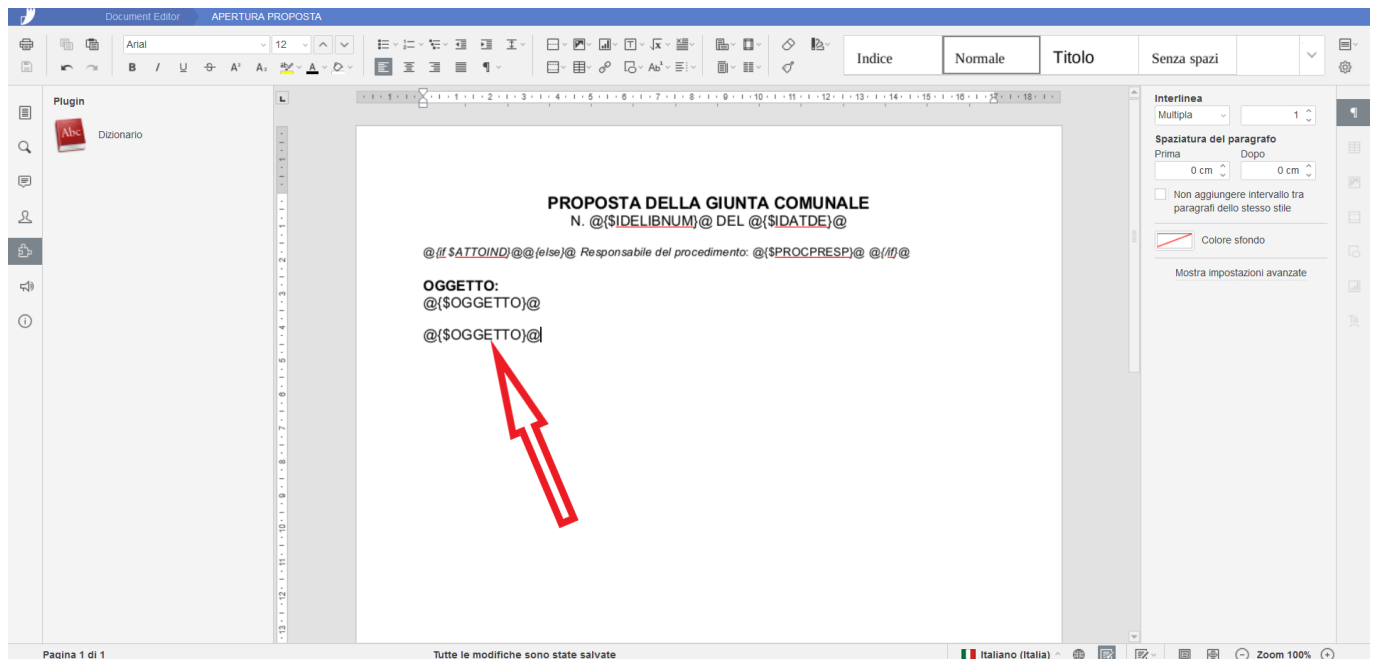 Document Editor APERTURA PROPOSTA
Arial 12
Indice Normale Titolo Senza spazi
Plugin
Abc Dizionario
PROPOSTA DELLA GIUNTA COMUNALE
N. @{$IDELIBNUM}@ DEL @{$IDATDE}@
@{if $ATTOIND}@@{else}@ Responsabile del procedimento: @{$PROCPRESP}@ @{/if}@
OGGETTO:
@{$OGGETTO}@
@{$OGGETTO}@
Interlinea
Multipla 1
Spaziatura del paragrafo
Prima Dopo
0 cm 0 cm
Non aggiungere intervallo tra
paragrafi dello stesso stile
Colore sfondo
Mostra impostazioni avanzate
Pagina 1 di 1 Tutte le modifiche sono state salvate Italiano (Italia) Zoom 100%